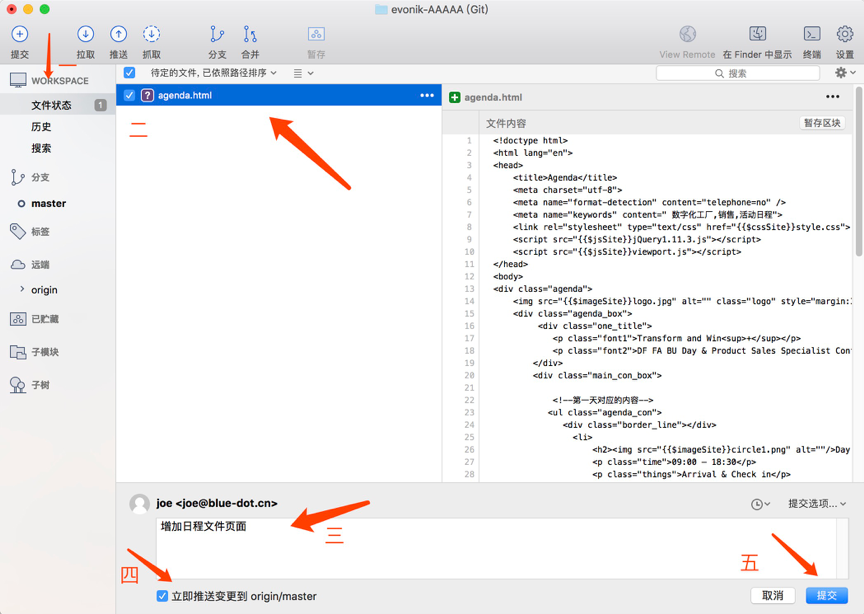 evonik-AAAAA (Git)
提交
拉取
推送
抓取
分支
合并
暂存
View Remote
在 Finder 中显示
终端
设置
一
WORKSPACE
文件状态
1
历史
搜索
分支
master
标签
远端
origin
已贮藏
子模块
子树
待定的文件, 已依照路径排序
搜索
? agenda.html
二
agenda.html
文件内容
暂存区块
1 <!doctype html>
2 <html lang="en">
3 <head>
4 <title>Agenda</title>
5 <meta charset="utf-8">
6 <meta name="format-detection" content="telephone=no" />
7 <meta name="keywords" content=" 数字化工厂,销售,活动日程">
8 <link rel="stylesheet" type="text/css" href="{{$cssSite}}style.css">
9 <script src="{{$jsSite}}jQuery1.11.3.js"></script>
10 <script src="{{$jsSite}}viewport.js"></script>
11 </head>
12 <body>
13 <div class="agenda">
14 <img src="{{$imageSite}}logo.jpg" alt="" class="logo" style="margin:
15 <div class="agenda_box">
16 <div class="one_title">
17 <p class="font1">Transform and Win<sup>+</sup></p>
18 <p class="font2">DF FA BU Day & Product Sales Specialist Con
19 </div>
20 <div class="main_con_box">
21
22 <!--第一天对应的内容-->
23 <ul class="agenda_con">
24 <div class="border_line"></div>
25 <li>
26 <h2><img src="{{$imageSite}}circle1.png" alt=""/>Day
27 <p class="time">09:00 – 18:30</p>
28 <p class="things">Arrival & Check in</p>
joe <joe@blue-dot.cn>
提交选项...
增加日程文件页面
三
四
立即推送变更到 origin/master
五
取消
提交